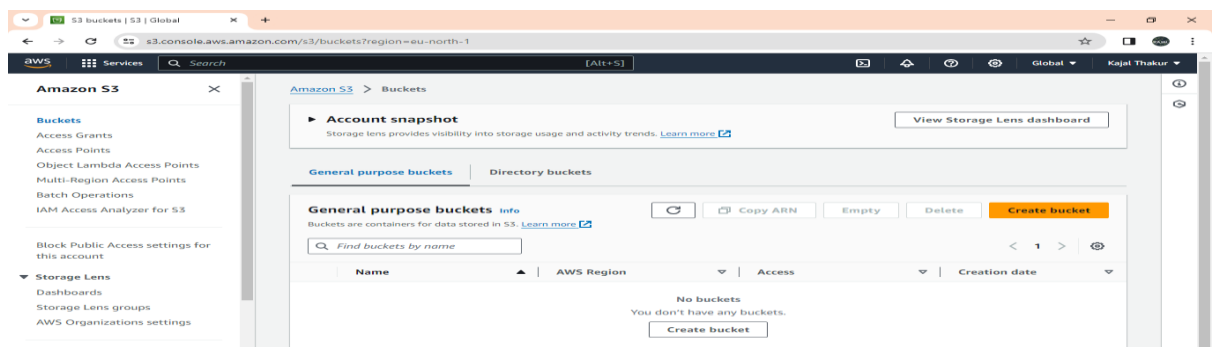 S3 buckets | S3 | Global
s3.console.aws.amazon.com/s3/buckets?region=eu-north-1
aws Services Search [Alt+S] Global Kajal Thakur
Amazon S3
Buckets
Access Grants
Access Points
Object Lambda Access Points
Multi-Region Access Points
Batch Operations
IAM Access Analyzer for S3
Block Public Access settings for
this account
Storage Lens
Dashboards
Storage Lens groups
AWS Organizations settings
Amazon S3 > Buckets
Account snapshot View Storage Lens dashboard
Storage lens provides visibility into storage usage and activity trends. Learn more
General purpose buckets Directory buckets
General purpose buckets Info Copy ARN Empty Delete Create bucket
Buckets are containers for data stored in S3. Learn more
Find buckets by name < 1 >
Name AWS Region Access Creation date
No buckets
You don't have any buckets.
Create bucket